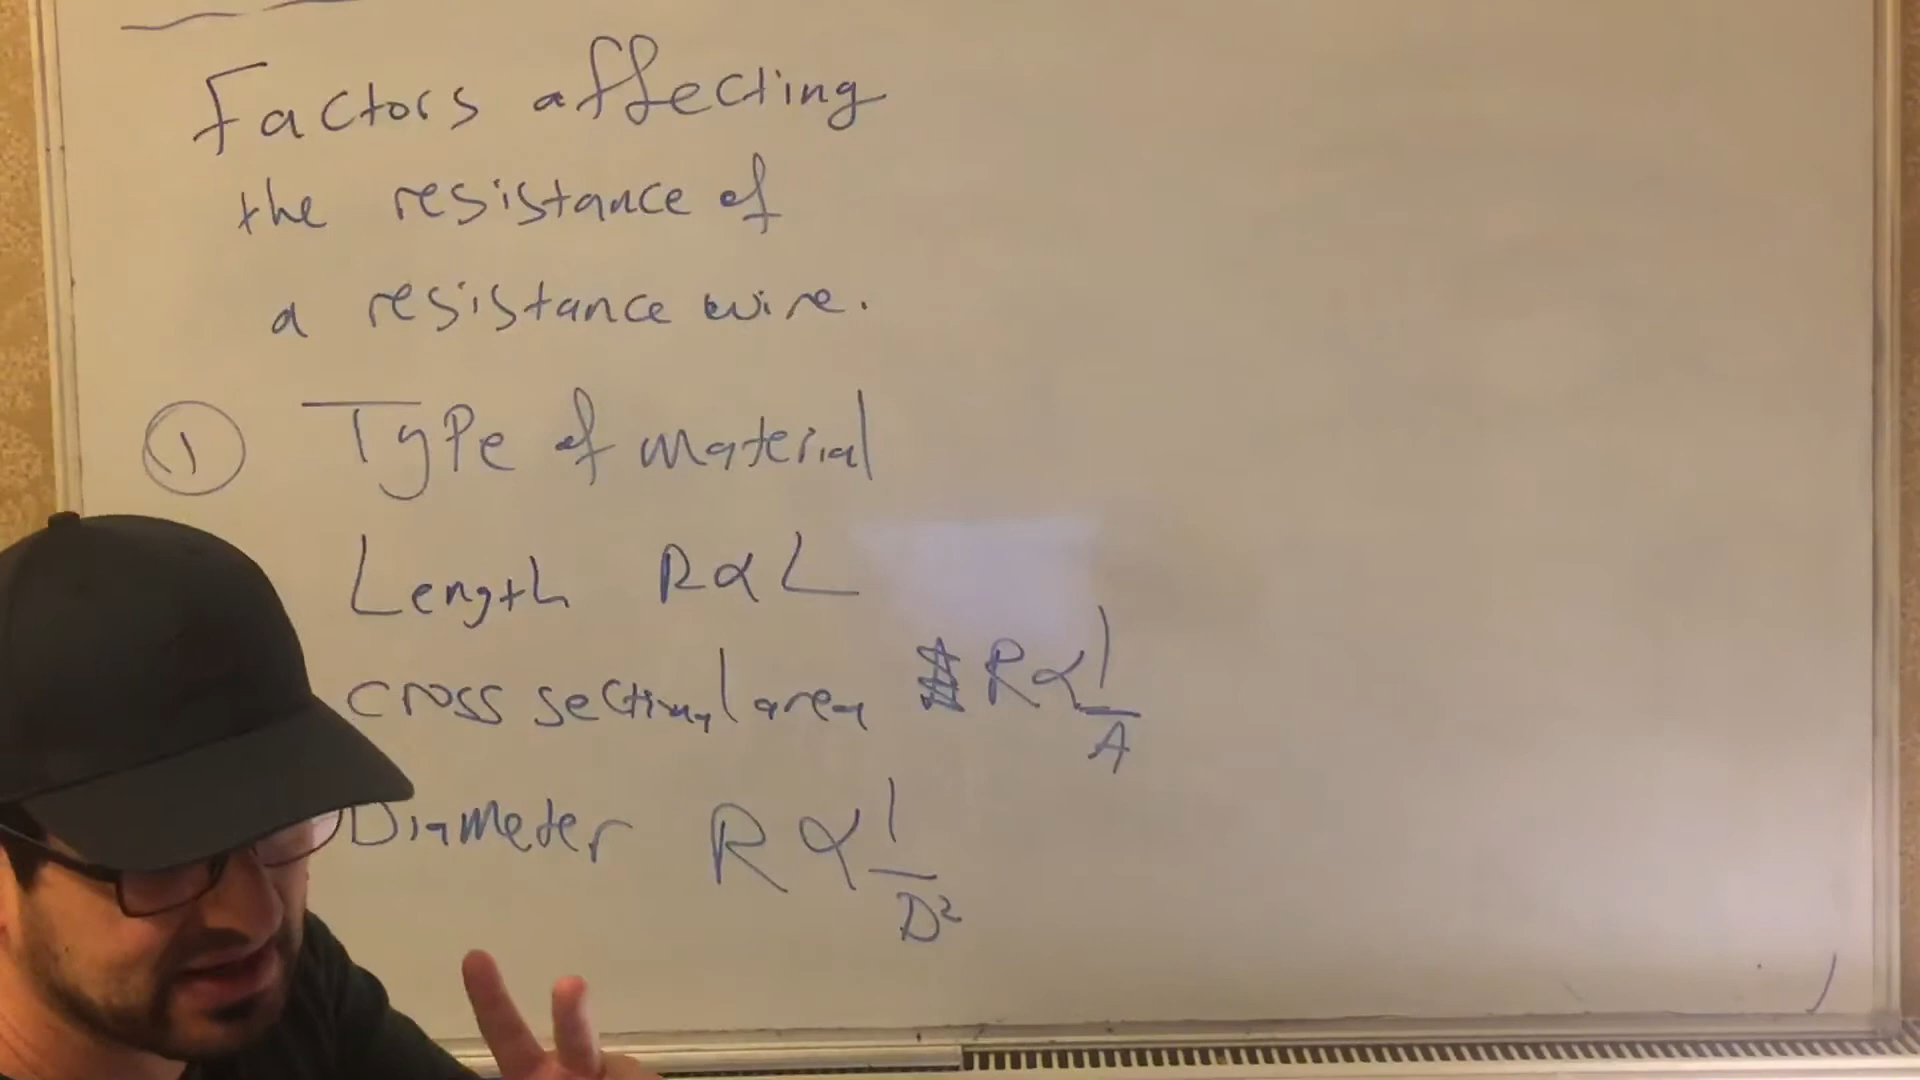 Factors affecting
the resistance of
a resistance wire.
① Type of material
Length R α L
cross sectional area R α 1/A
Diameter R α 1/D²